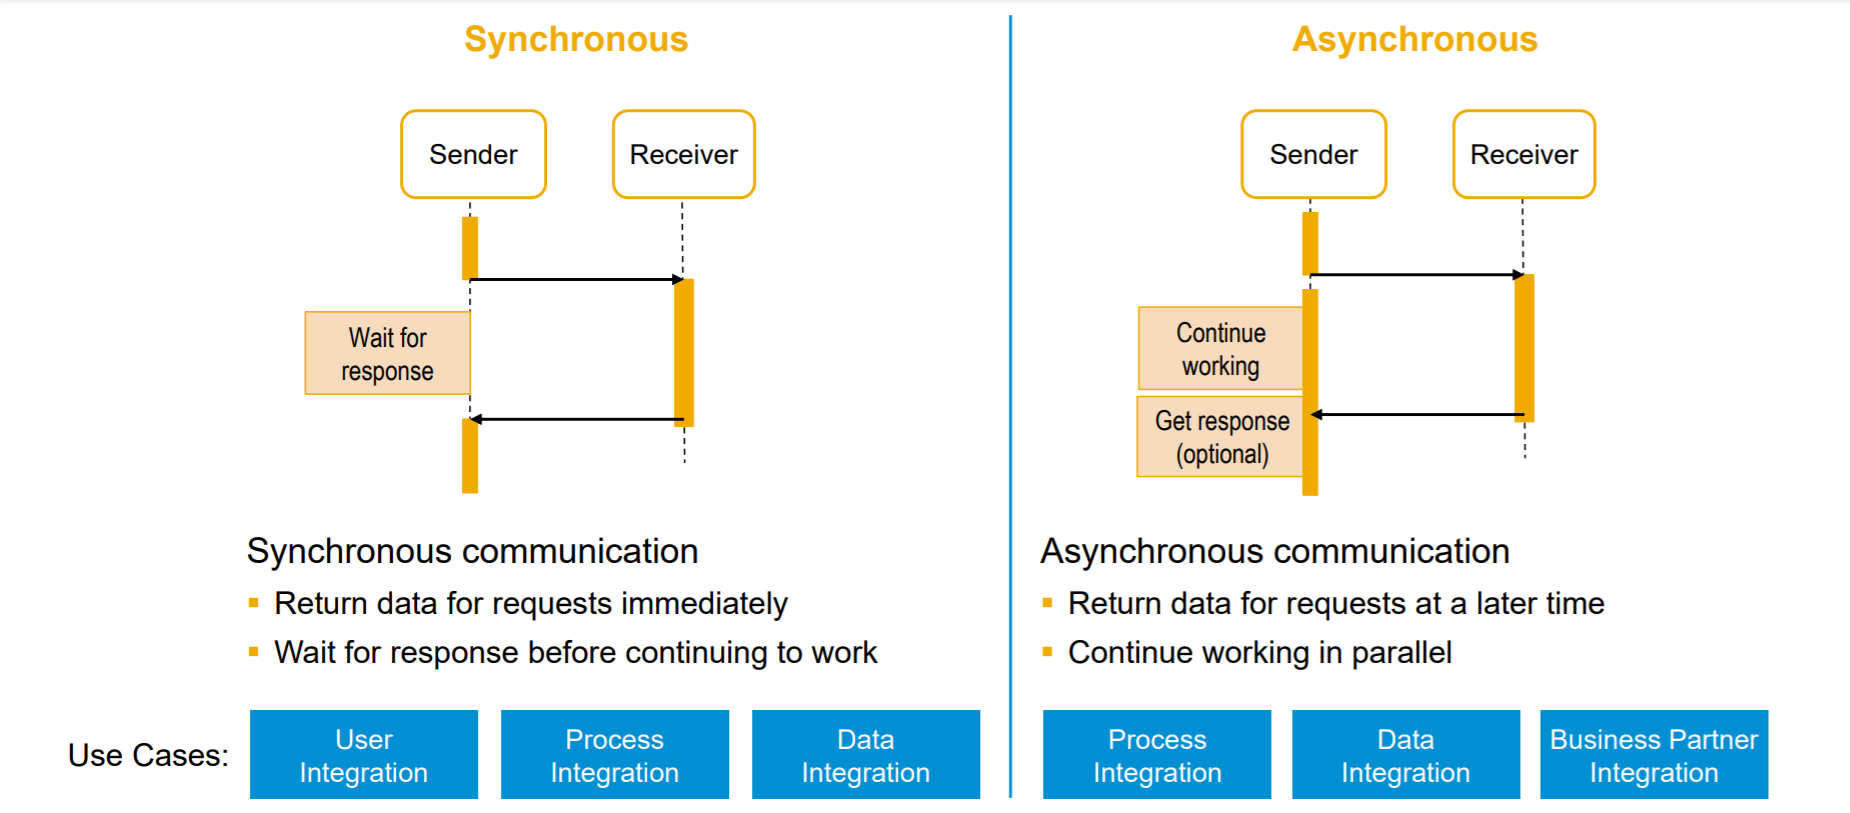 Synchronous
Sender
Receiver
Wait for
response
Synchronous communication
Return data for requests immediately
Wait for response before continuing to work
Asynchronous
Sender
Receiver
Continue
working
Get response
(optional)
Asynchronous communication
Return data for requests at a later time
Continue working in parallel
Use Cases:
User
Integration
Process
Integration
Data
Integration
Process
Integration
Data
Integration
Business Partner
Integration